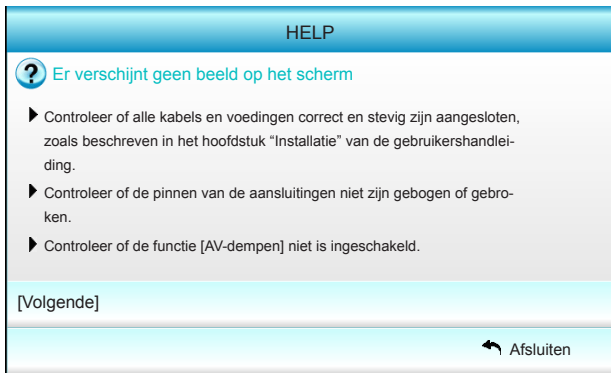 HELP
Er verschijnt geen beeld op het scherm
Controleer of alle kabels en voedingen correct en stevig zijn aangesloten,
zoals beschreven in het hoofdstuk “Installatie” van de gebruikershandlei-
ding.
Controleer of de pinnen van de aansluitingen niet zijn gebogen of gebro-
ken.
Controleer of de functie [AV-dempen] niet is ingeschakeld.
[Volgende]
Afsluiten